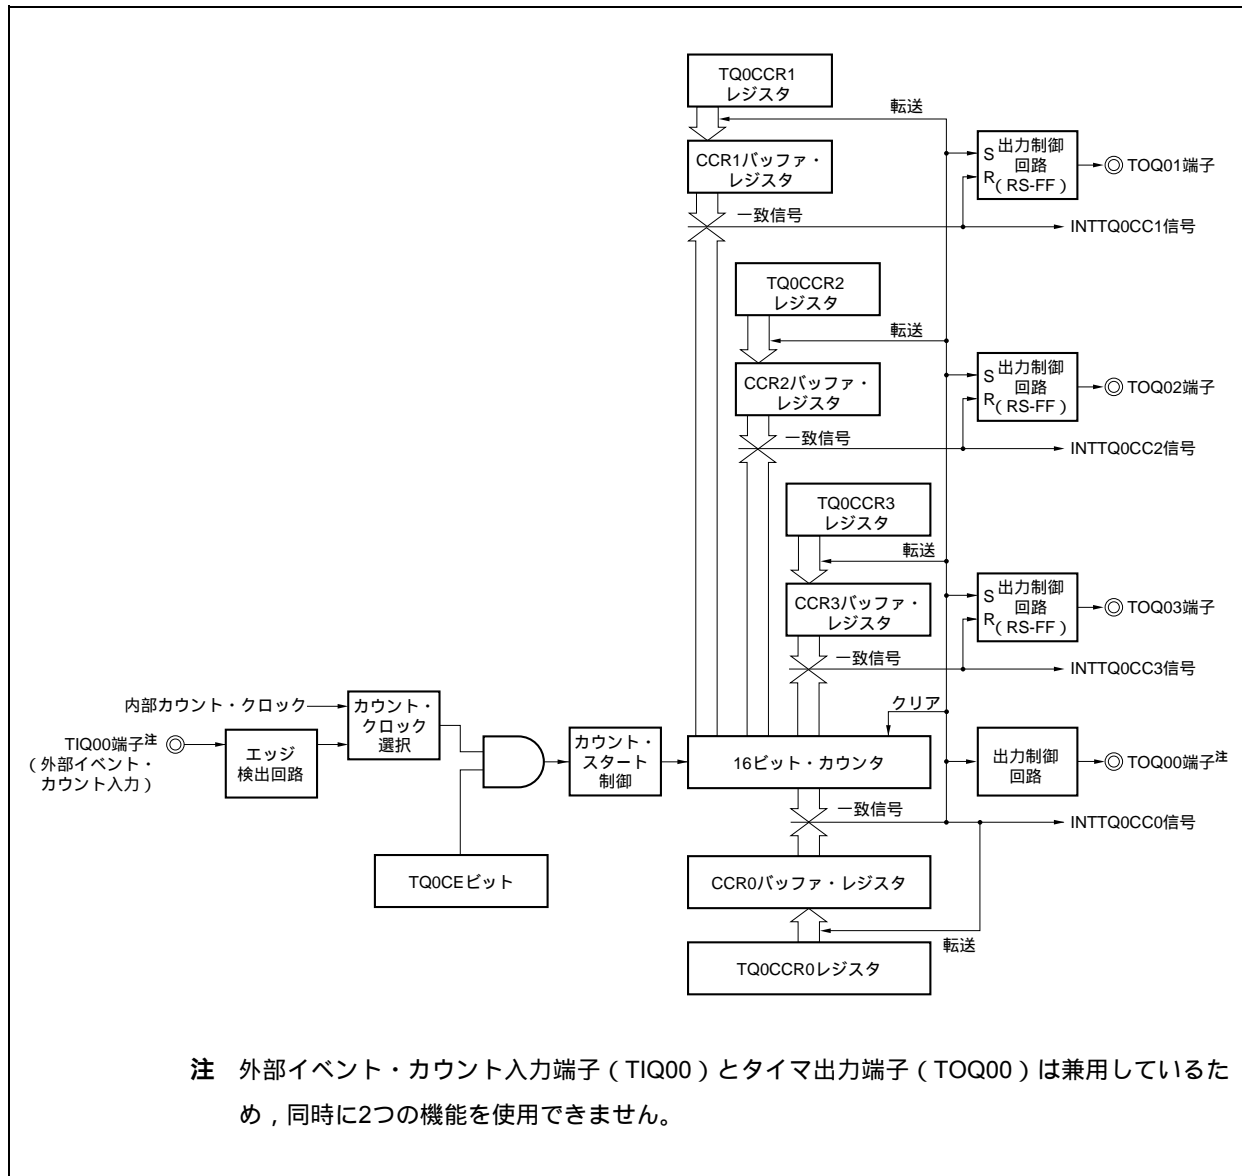 TQ0CCR1
レジスタ
転送
CCR1バッファ・
レジスタ
S 出力制御
回路
R ( RS-FF )
TOQ01端子
一致信号
INTTQ0CC1信号
TQ0CCR2
レジスタ
転送
CCR2バッファ・
レジスタ
S 出力制御
回路
R ( RS-FF )
TOQ02端子
一致信号
INTTQ0CC2信号
TQ0CCR3
レジスタ
転送
CCR3バッファ・
レジスタ
S 出力制御
回路
R ( RS-FF )
TOQ03端子
一致信号
INTTQ0CC3信号
内部カウント・クロック
TIQ00端子注
( 外部イベント・
カウント入力 )
エッジ
検出回路
カウント・
クロック
選択
カウント・
スタート
制御
クリア
16ビット・カウンタ
出力制御
回路
TOQ00端子注
一致信号
INTTQ0CC0信号
TQ0CEビット
CCR0バッファ・レジスタ
転送
TQ0CCR0レジスタ
注 外部イベント・カウント入力端子 ( TIQ00 ) とタイマ出力端子 ( TOQ00 ) は兼用しているた
め , 同時に2つの機能を使用できません。